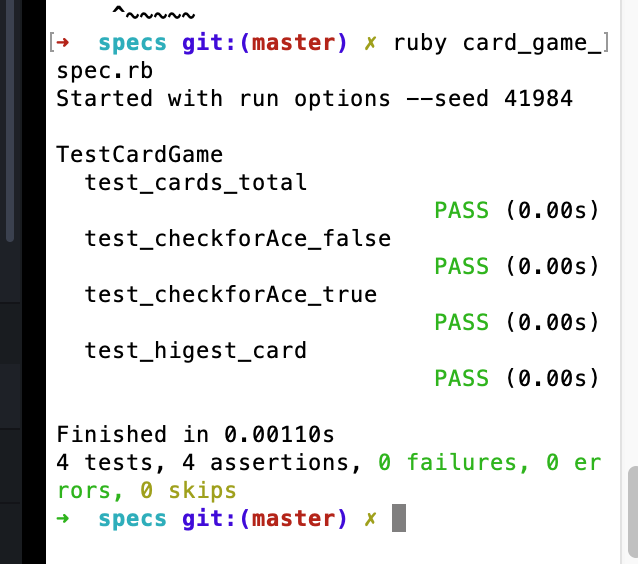 ^~~~~~
[➜  specs git:(master) ✗ ruby card_game_]
spec.rb
Started with run options --seed 41984
TestCardGame
test_cards_total
PASS (0.00s)
test_checkforAce_false
PASS (0.00s)
test_checkforAce_true
PASS (0.00s)
test_higest_card
PASS (0.00s)
Finished in 0.00110s
4 tests, 4 assertions, 0 failures, 0 er
rors, 0 skips
➜  specs git:(master) ✗